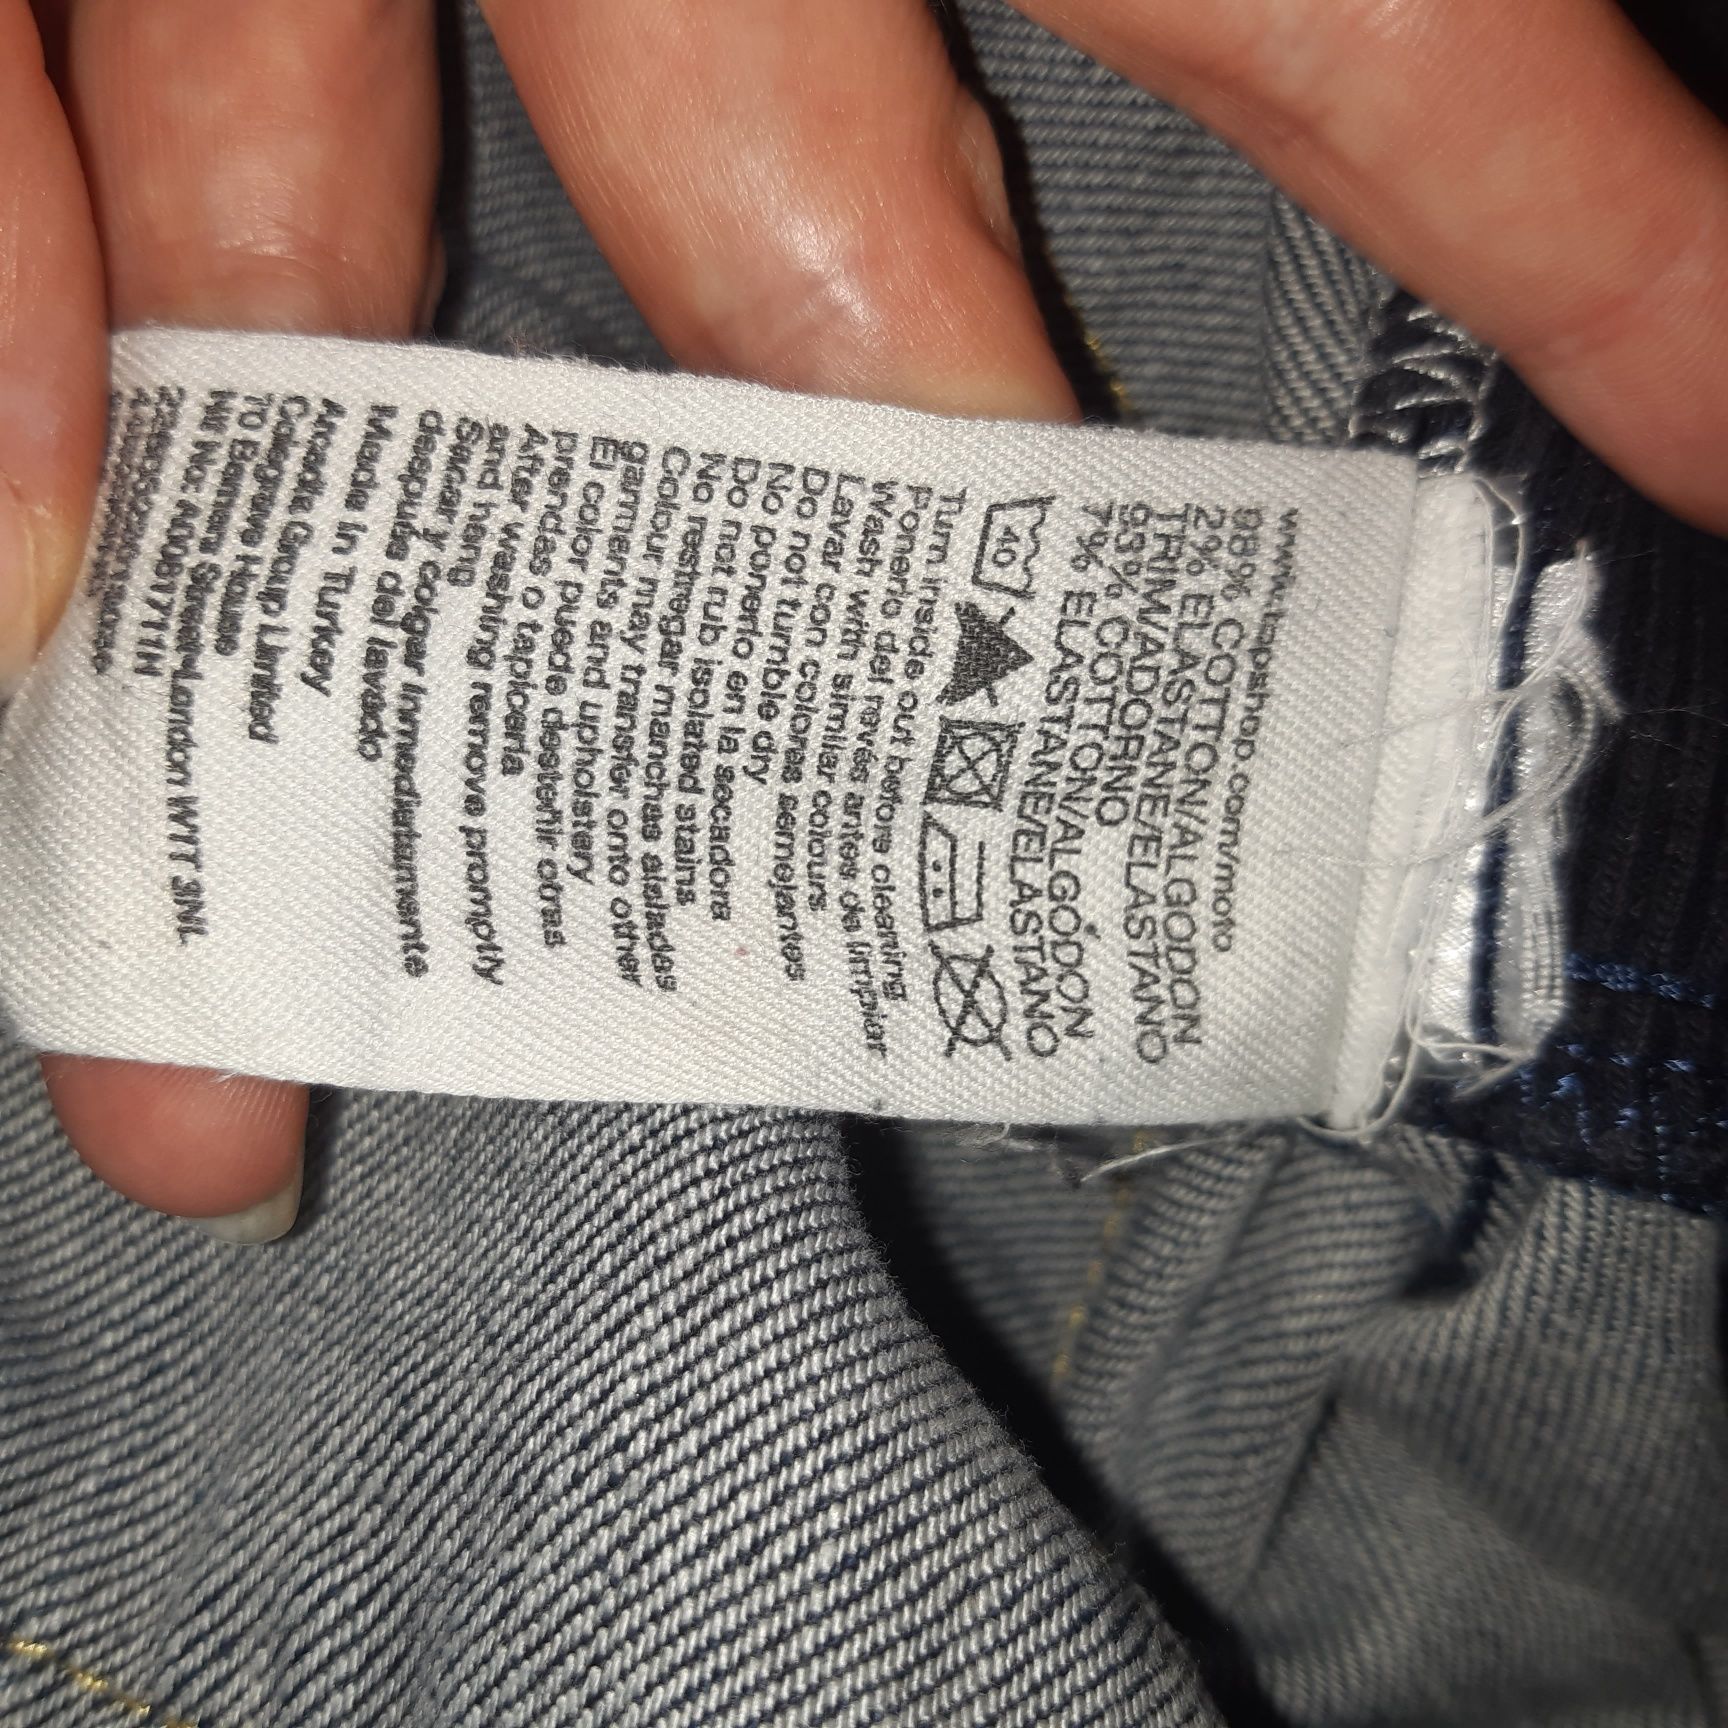 www.topshop.com/moto
98% COTTON/ALGODON
2% ELASTANE/ELASTANO
TRIM/ADORNO
93% COTTON/ALGODON
7% ELASTANE/ELASTANO
40
Turn inside out before cleaning
Ponerlo del revés antes de limpiar
Wash with similar colours
Lavar con colores semejantes
Do not tumble dry
No ponerlo en la secadora
Do not rub isolated stains
No restregar manchas aisladas
Colour may transfer onto other
garments and upholstery
El color puede desteñir otras
prendas o tapiceria
After washing remove promptly
and hang
Sacar y colgar inmediatamente
después del lavado
Made in Turkey
Arcadia Group Limited
Colegrave House
70 Berners Street London W1T 3NL